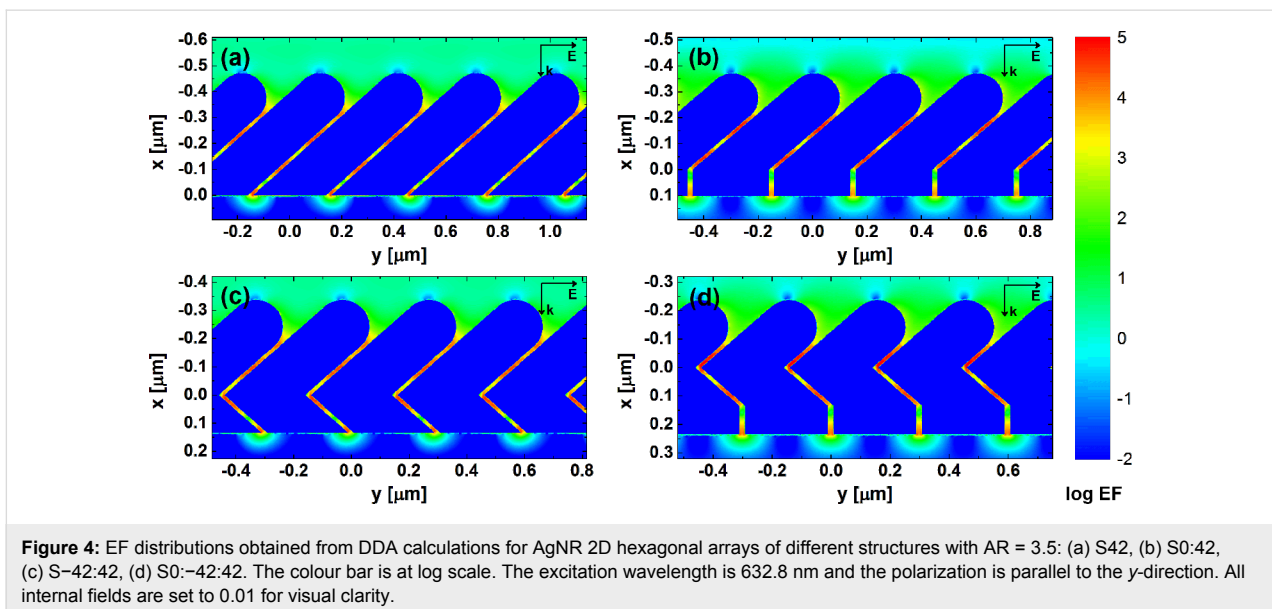 (a)
E
k
x [µm]
-0.6
-0.5
-0.4
-0.3
-0.2
-0.1
0.0
-0.2 0.0 0.2 0.4 0.6 0.8 1.0
y [µm]
(b)
E
k
x [µm]
-0.5
-0.4
-0.3
-0.2
-0.1
0.0
0.1
-0.4 -0.2 0.0 0.2 0.4 0.6 0.8
y [µm]
(c)
E
k
x [µm]
-0.4
-0.3
-0.2
-0.1
0.0
0.1
0.2
-0.4 -0.2 0.0 0.2 0.4 0.6 0.8
y [µm]
(d)
E
k
x [µm]
-0.3
-0.2
-0.1
0.0
0.1
0.2
0.3
-0.4 -0.2 0.0 0.2 0.4 0.6
y [µm]
5
4
3
2
1
0
-1
-2
log EF
Figure 4: EF distributions obtained from DDA calculations for AgNR 2D hexagonal arrays of different structures with AR = 3.5: (a) S42, (b) S0:42,
(c) S−42:42, (d) S0:−42:42. The colour bar is at log scale. The excitation wavelength is 632.8 nm and the polarization is parallel to the y-direction. All
internal fields are set to 0.01 for visual clarity.